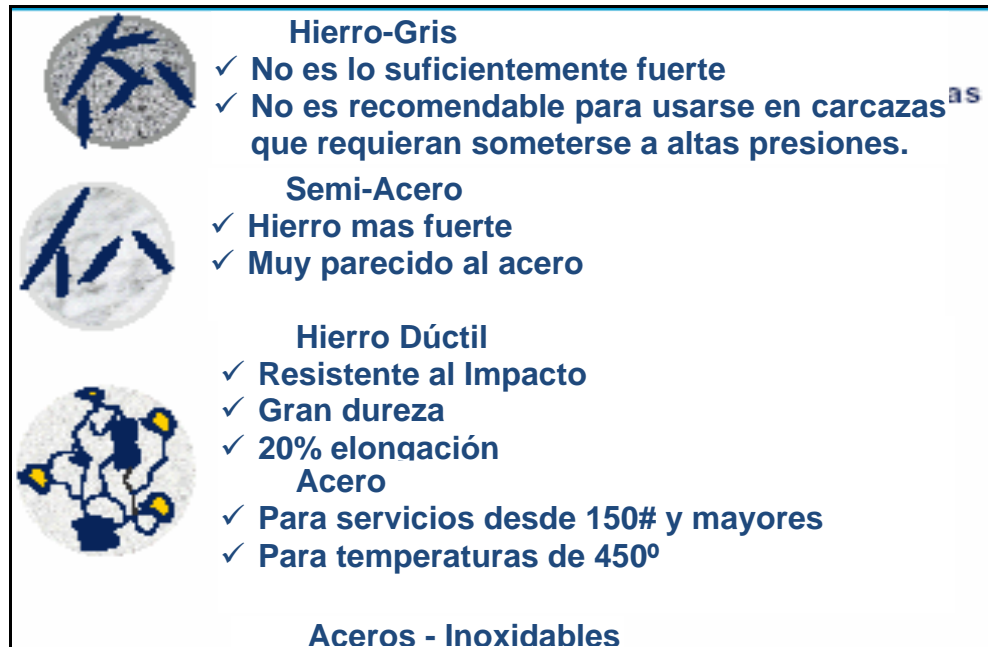 Hierro-Gris
✓ No es lo suficientemente fuerte
✓ No es recomendable para usarse en carcazas
as
que requieran someterse a altas presiones.
Semi-Acero
✓ Hierro mas fuerte
✓ Muy parecido al acero
Hierro Dúctil
✓ Resistente al Impacto
✓ Gran dureza
✓ 20% elongación
Acero
✓ Para servicios desde 150# y mayores
✓ Para temperaturas de 450º
Aceros - Inoxidables